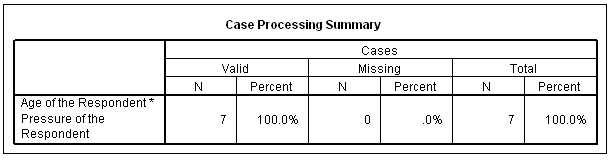 Case Processing Summary
Cases
Valid Missing Total
N Percent N Percent N Percent
Age of the Respondent *
Pressure of the
Respondent
7 100.0% 0 .0% 7 100.0%